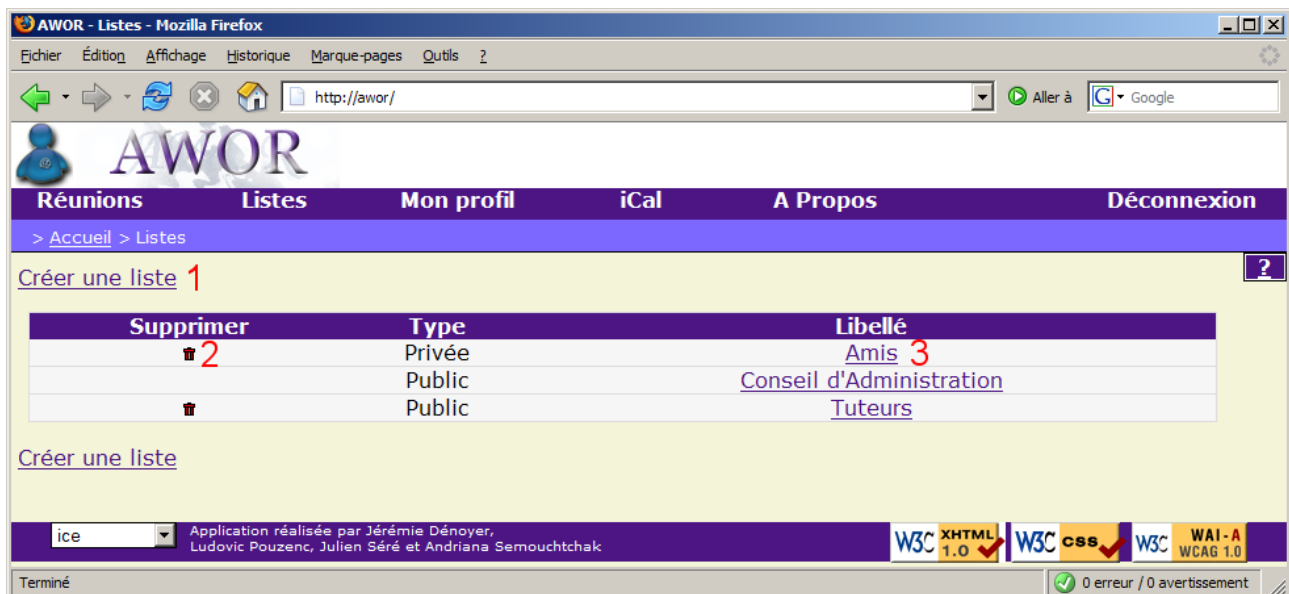 AWOR - Listes - Mozilla Firefox
Fichier Édition Affichage Historique Marque-pages Outils ?
http://awor/ Aller à G Google
AWOR
Réunions Listes Mon profil iCal A Propos Déconnexion
> Accueil > Listes
Créer une liste 1 ?
Supprimer Type Libellé
2 Privée Amis 3
Public Conseil d'Administration
Public Tuteurs
Créer une liste
ice Application réalisée par Jérémie Dénoyer,
Ludovic Pouzenc, Julien Séré et Andriana Semouchtchak
W3C XHTML 1.0 W3C css W3C WAI-A WCAG 1.0
Terminé 0 erreur / 0 avertissement